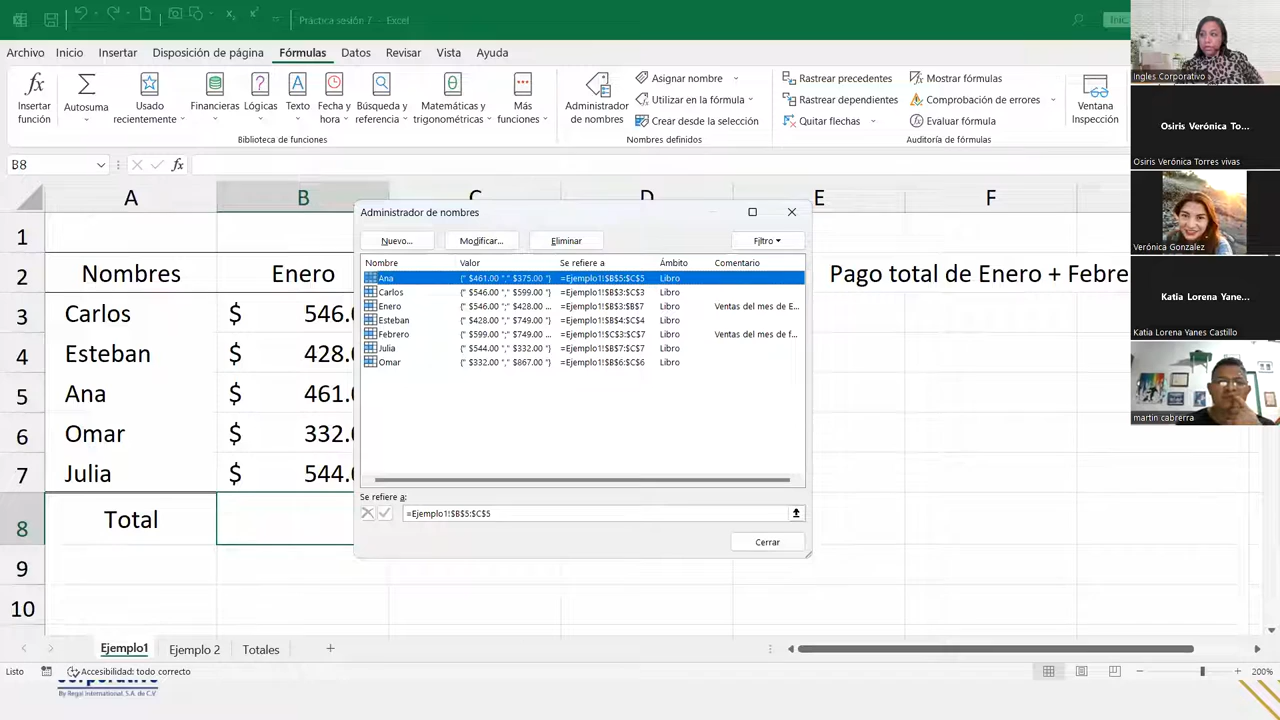 Práctica sesión 7 - Excel
Archivo Inicio Insertar Disposición de página Fórmulas Datos Revisar Vista Ayuda
Insertar función
Autosuma
Usado recientemente
Financieras
Lógicas
Texto
Fecha y hora
Búsqueda y referencia
Matemáticas y trigonométricas
Más funciones
Biblioteca de funciones
Administrador de nombres
Asignar nombre
Utilizar en la fórmula
Crear desde la selección
Nombres definidos
Rastrear precedentes
Rastrear dependientes
Quitar flechas
Mostrar fórmulas
Comprobación de errores
Evaluar fórmula
Auditoría de fórmulas
Ventana Inspección
B8
fx
A B C D E F
1
2 Nombres Enero Pago total de Enero + Febre
3 Carlos $ 546.
4 Esteban $ 428.
5 Ana $ 461.
6 Omar $ 332.
7 Julia $ 544.
8 Total
9
10
Administrador de nombres
Nuevo... Modificar... Eliminar Filtro
Nombre Valor Se refiere a Ámbito Comentario
Ana {" $461.00 "," $375.00 "} =Ejemplo1!$B$5:$C$5 Libro
Carlos {" $546.00 "," $599.00 "} =Ejemplo1!$B$3:$C$3 Libro
Enero {" $546.00 "," $428.00 ... =Ejemplo1!$B$3:$B$7 Libro Ventas del mes de E...
Esteban {" $428.00 "," $749.00 "} =Ejemplo1!$B$4:$C$4 Libro
Febrero {" $599.00 "," $749.00 ... =Ejemplo1!$C$3:$C$7 Libro Ventas del mes de f...
Julia {" $544.00 "," $332.00 "} =Ejemplo1!$B$7:$C$7 Libro
Omar {" $332.00 "," $867.00 "} =Ejemplo1!$B$6:$C$6 Libro
Se refiere a:
=Ejemplo1!$B$5:$C$5
Cerrar
Ejemplo1 Ejemplo 2 Totales
Listo Accesibilidad: todo correcto 200%
By Regal International, S.A. de C.V
Ingles Corporativo
Osiris Verónica To...
Osiris Verónica Torres vivas
Verónica Gonzalez
Katia Lorena Yane...
Katia Lorena Yanes Castillo
martin cabrerra